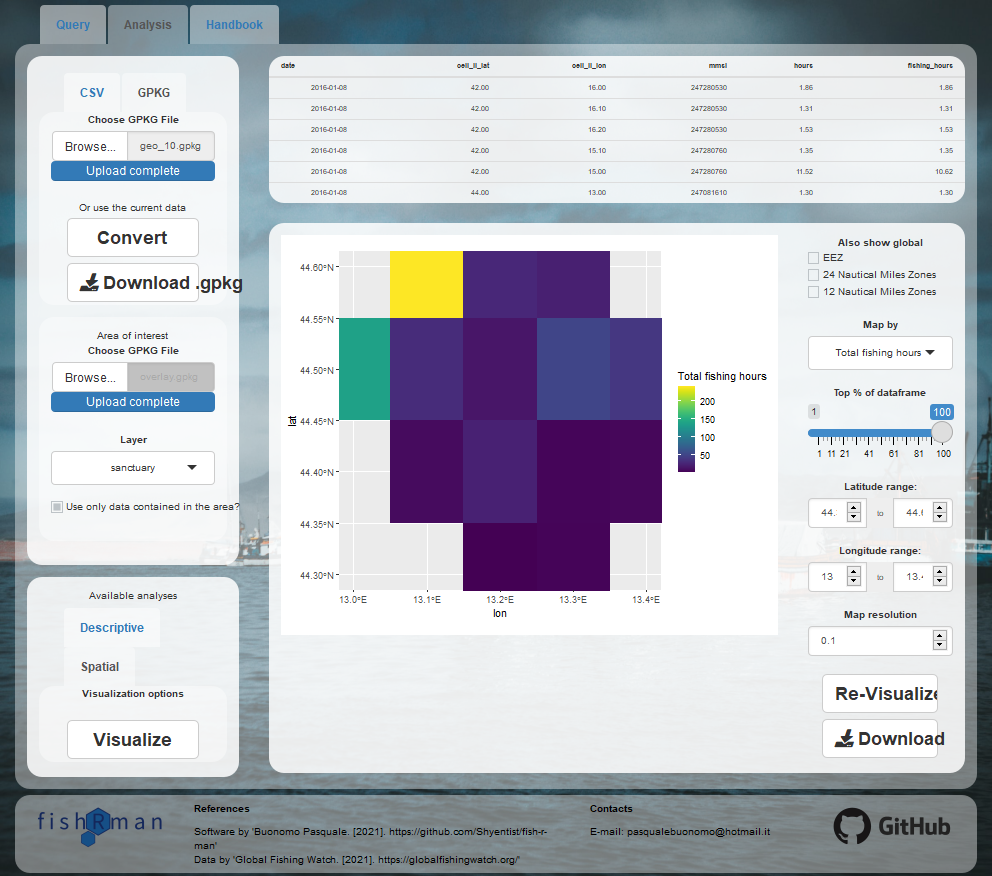 Query Analysis Handbook
CSV GPKG
Choose GPKG File
Browse... geo_10.gpkg
Upload complete
Or use the current data
Convert
Download .gpkg
Area of interest
Choose GPKG File
Browse... overlay.gpkg
Upload complete
Layer
sanctuary
Use only data contained in the area?
Available analyses
Descriptive
Spatial
Visualization options
Visualize
date cell_ll_lat cell_ll_lon mmsi hours fishing_hours
2016-01-08 42.00 16.00 247280530 1.86 1.86
2016-01-08 42.00 16.10 247280530 1.31 1.31
2016-01-08 42.00 16.20 247280530 1.53 1.53
2016-01-08 42.00 15.10 247280760 1.35 1.35
2016-01-08 42.00 15.00 247280760 11.52 10.62
2016-01-08 44.00 13.00 247081610 1.30 1.30
44.60°N
44.55°N
44.50°N
44.45°N
44.40°N
44.35°N
44.30°N
lat
13.0°E 13.1°E 13.2°E 13.3°E 13.4°E
lon
Total fishing hours
200
150
100
50
Also show global
EEZ
24 Nautical Miles Zones
12 Nautical Miles Zones
Map by
Total fishing hours
Top % of dataframe
1 100
1 11 21 41 61 81 100
Latitude range:
44. to 44.
Longitude range:
13 to 13.
Map resolution
0.1
Re-Visualize
Download
fishRman
References
Software by 'Buonomo Pasquale. [2021]. https://github.com/Shyentist/fish-r-
man'
Data by 'Global Fishing Watch. [2021]. https://globalfishingwatch.org/'
Contacts
E-mail: pasqualebuonomo@hotmail.it
GitHub